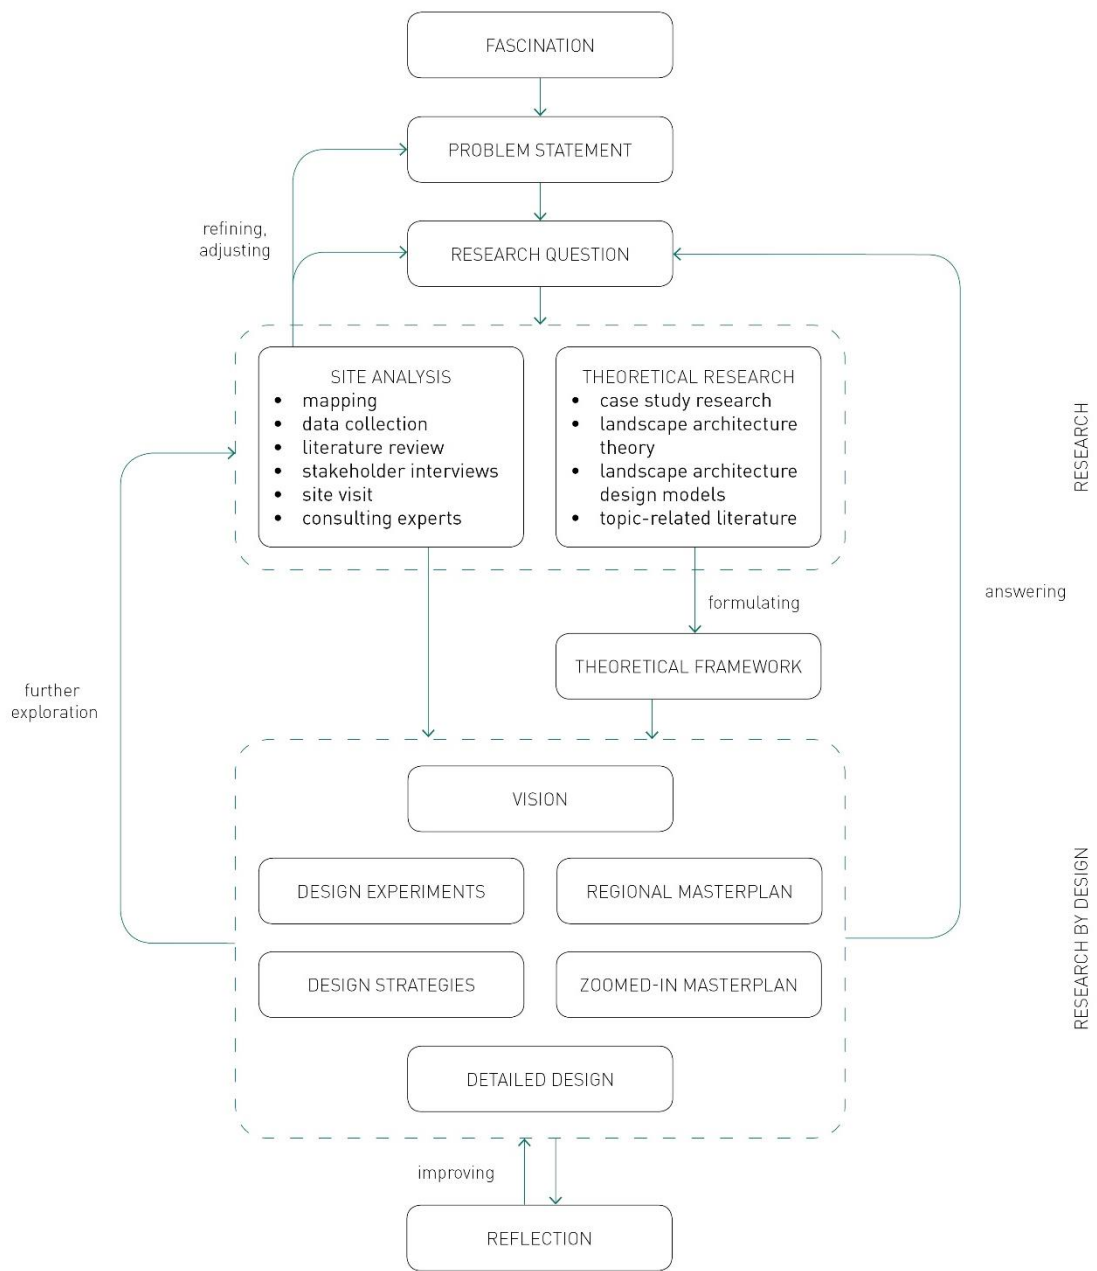 FASCINATION
PROBLEM STATEMENT
refining,
adjusting
RESEARCH QUESTION
SITE ANALYSIS
• mapping
• data collection
• literature review
• stakeholder interviews
• site visit
• consulting experts
THEORETICAL RESEARCH
• case study research
• landscape architecture
theory
• landscape architecture
design models
• topic-related literature
RESEARCH
answering
formulating
THEORETICAL FRAMEWORK
further
exploration
VISION
DESIGN EXPERIMENTS
REGIONAL MASTERPLAN
DESIGN STRATEGIES
ZOOMED-IN MASTERPLAN
DETAILED DESIGN
RESEARCH BY DESIGN
improving
REFLECTION